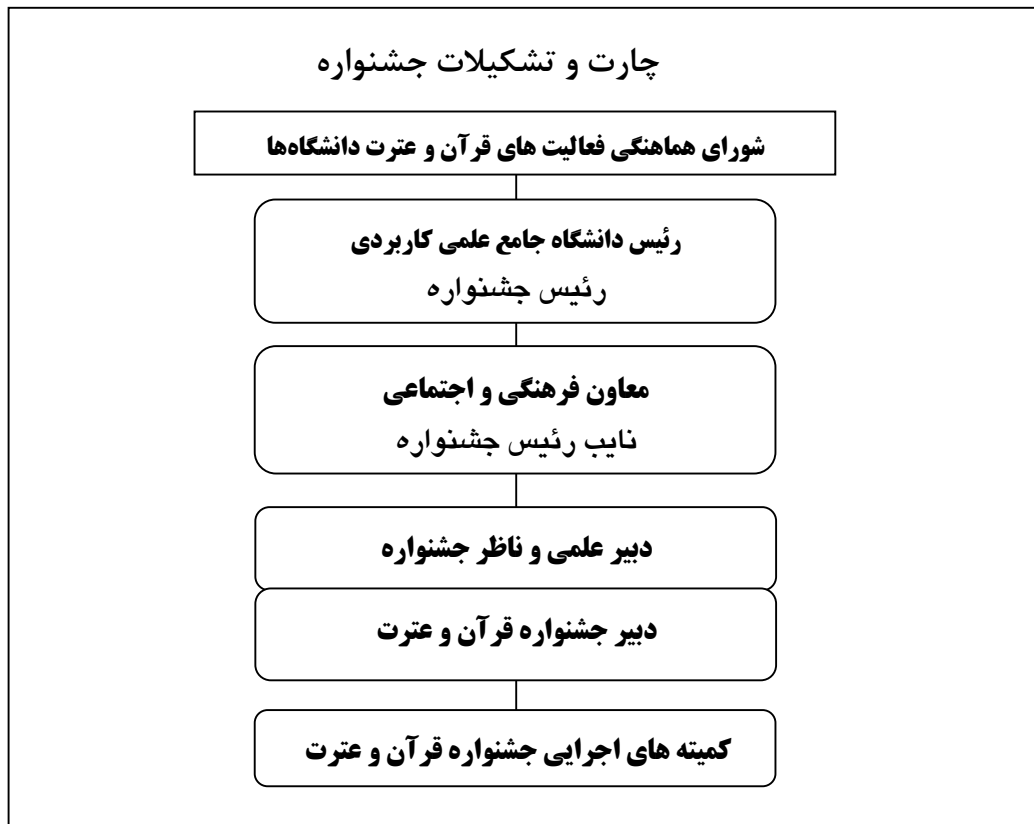 چارت و تشکیلات جشنواره
شورای هماهنگی فعالیت های قرآن و عترت دانشگاه‌ها
رئیس دانشگاه جامع علمی کاربردی
رئیس جشنواره
معاون فرهنگی و اجتماعی
نایب رئیس جشنواره
دبیر علمی و ناظر جشنواره
دبیر جشنواره قرآن و عترت
کمیته های اجرایی جشنواره قرآن و عترت